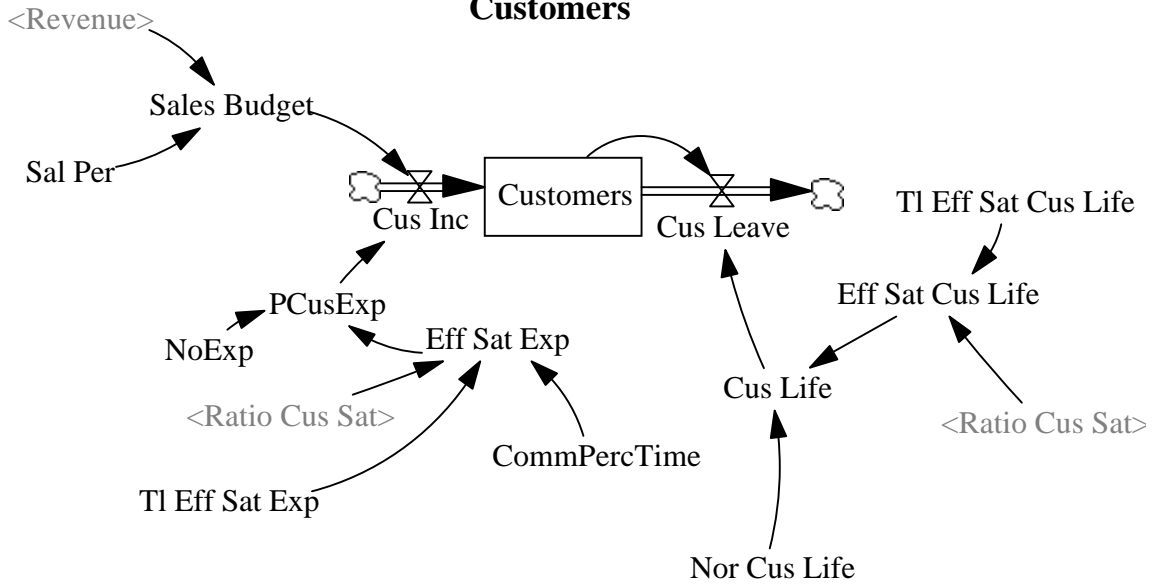 Customers
<Revenue>
Sales Budget
Sal Per
Customers
Tl Eff Sat Cus Life
Cus Inc
Cus Leave
Eff Sat Cus Life
PCusExp
Eff Sat Exp
NoExp
Cus Life
<Ratio Cus Sat>
<Ratio Cus Sat>
CommPercTime
Tl Eff Sat Exp
Nor Cus Life